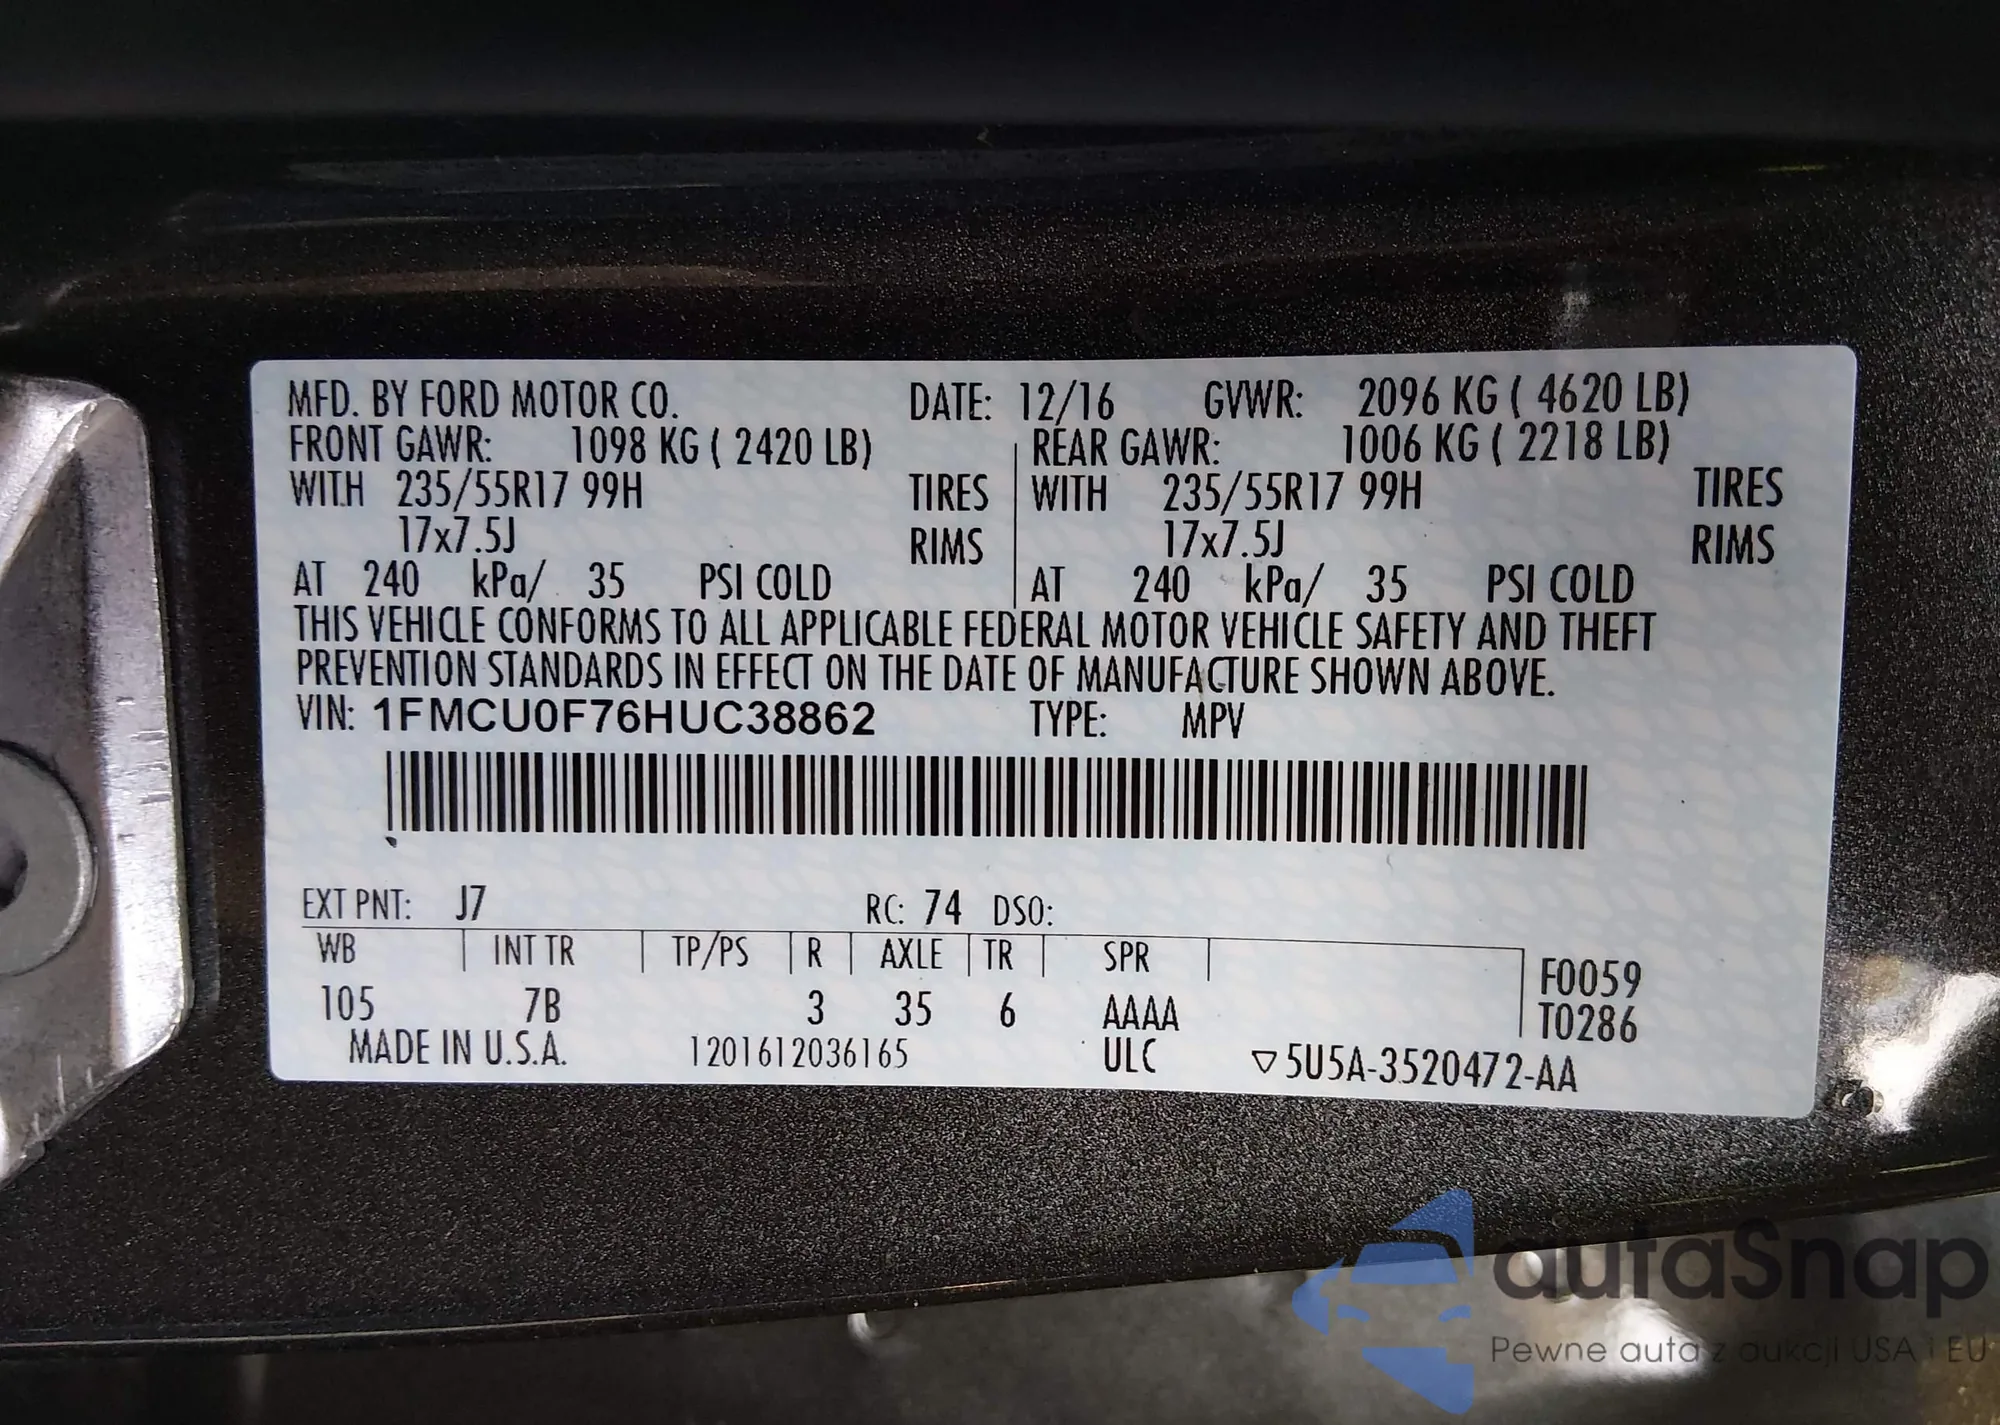 MFD. BY FORD MOTOR CO. DATE: 12/16 GVWR: 2096 KG ( 4620 LB)
FRONT GAWR: 1098 KG ( 2420 LB) REAR GAWR: 1006 KG ( 2218 LB)
WITH 235/55R17 99H TIRES WITH 235/55R17 99H TIRES
17x7.5J RIMS 17x7.5J RIMS
AT 240 kPa/ 35 PSI COLD AT 240 kPa/ 35 PSI COLD
THIS VEHICLE CONFORMS TO ALL APPLICABLE FEDERAL MOTOR VEHICLE SAFETY AND THEFT
PREVENTION STANDARDS IN EFFECT ON THE DATE OF MANUFACTURE SHOWN ABOVE.
VIN: 1FMCU0F76HUC38862 TYPE: MPV
EXT PNT: J7 RC: 74 DSO:
WB INT TR TP/PS R AXLE TR SPR F0059
105 7B 3 35 6 AAAA T0286
MADE IN U.S.A. 1201612036165 ULC ▽5U5A-3520472-AA
autaSnap
Pewne auta z aukcji USA i EU